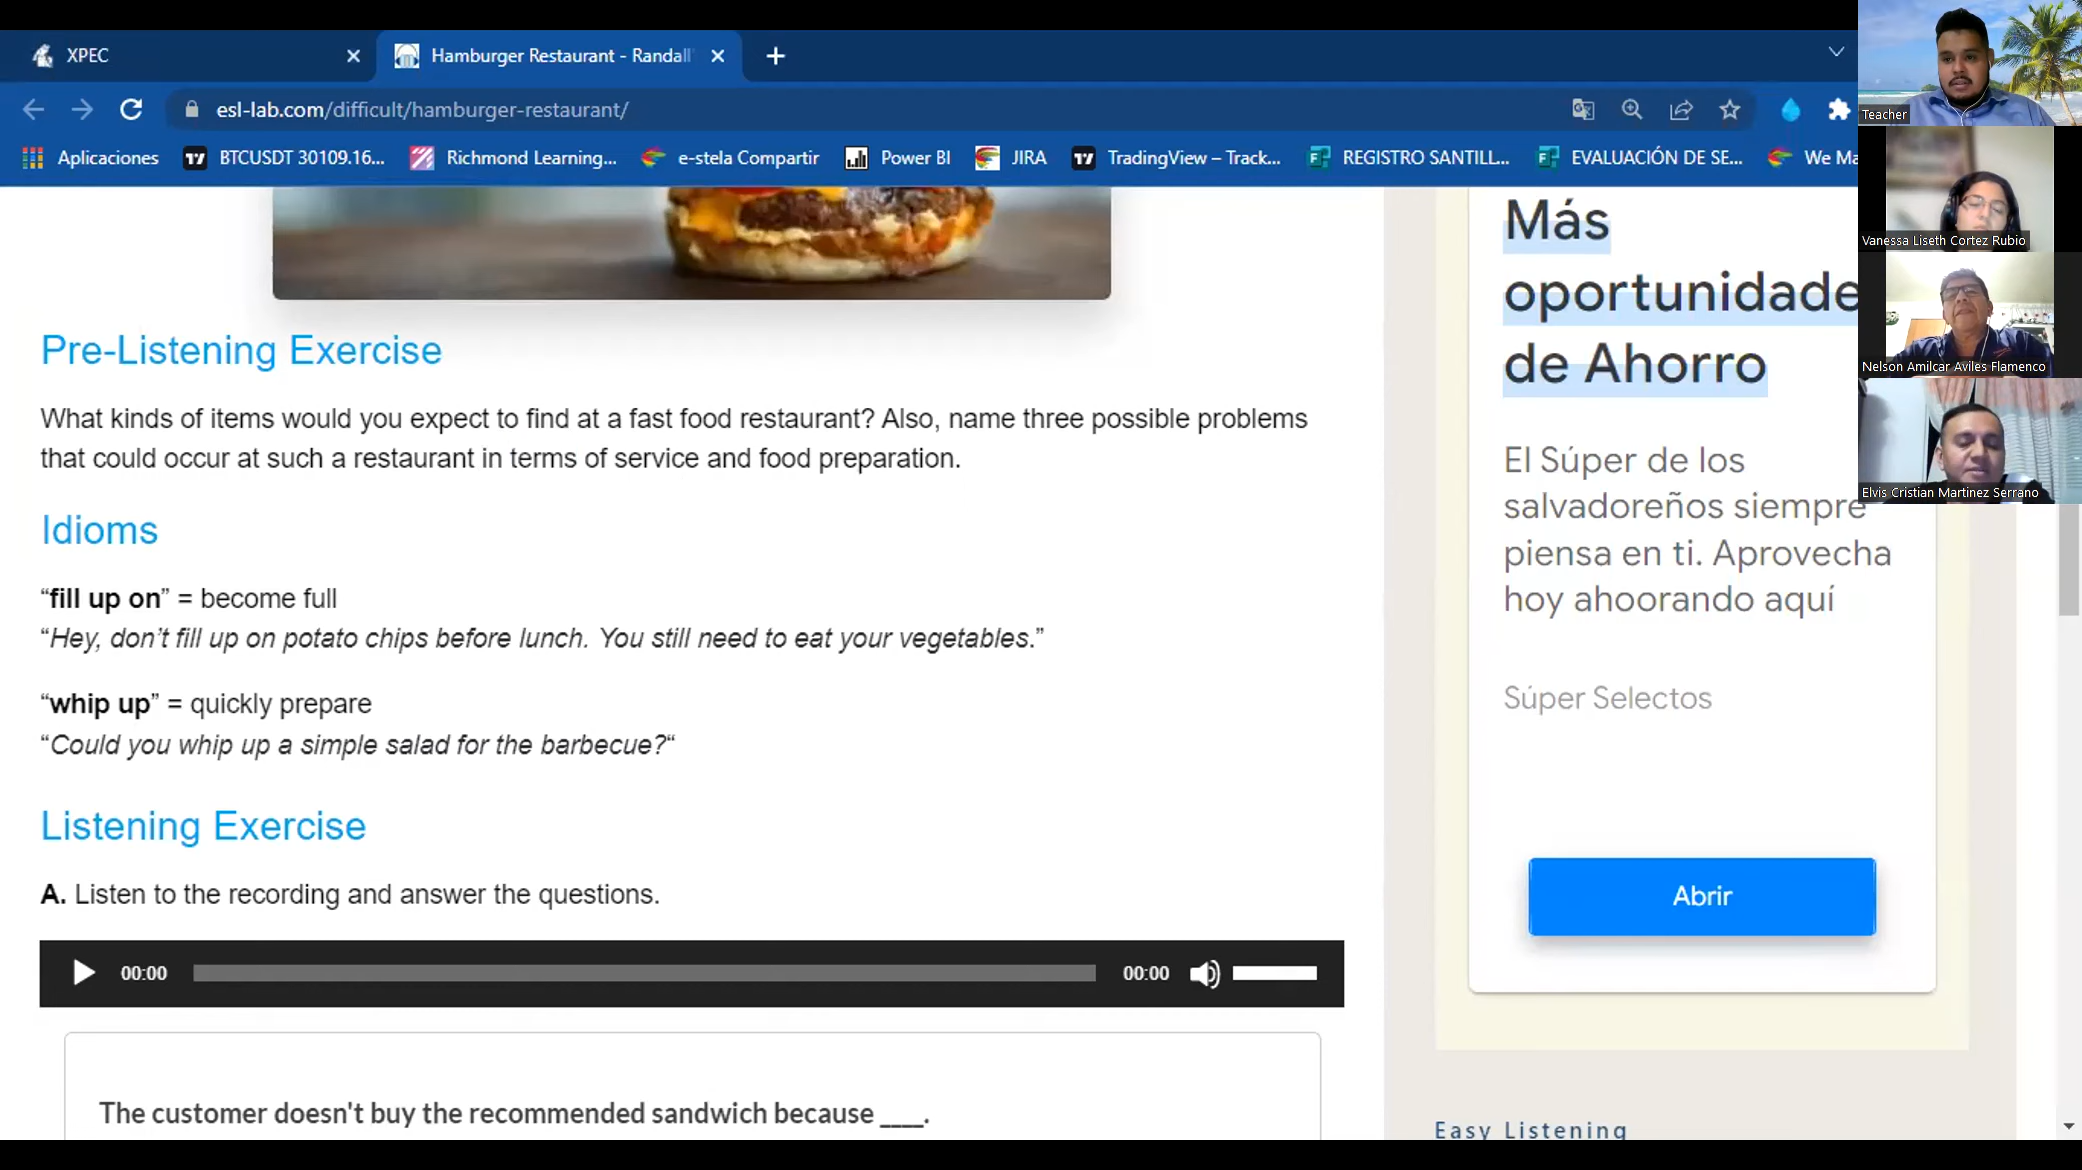 XPEC
Hamburger Restaurant - Randall'
esl-lab.com/difficult/hamburger-restaurant/
Aplicaciones
BTCUSDT 30109.16...
Richmond Learning...
e-stela Compartir
Power BI
JIRA
TradingView – Track...
REGISTRO SANTILL...
EVALUACIÓN DE SE...
We Ma
Teacher
Vanessa Liseth Cortez Rubio
Nelson Amilcar Aviles Flamenco
Elvis Cristian Martinez Serrano
Pre-Listening Exercise
What kinds of items would you expect to find at a fast food restaurant? Also, name three possible problems
that could occur at such a restaurant in terms of service and food preparation.
Idioms
“fill up on” = become full
“Hey, don’t fill up on potato chips before lunch. You still need to eat your vegetables.”
“whip up” = quickly prepare
“Could you whip up a simple salad for the barbecue?“
Listening Exercise
A. Listen to the recording and answer the questions.
00:00
00:00
The customer doesn't buy the recommended sandwich because ____.
Más
oportunidade
de Ahorro
El Súper de los
salvadoreños siempre
piensa en ti. Aprovecha
hoy ahoorando aquí
Súper Selectos
Abrir
Easy Listening